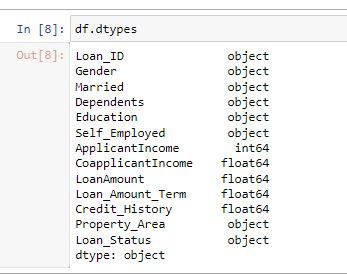 In [8]: df.dtypes
Out[8]: Loan_ID object
Gender object
Married object
Dependents object
Education object
Self_Employed object
ApplicantIncome int64
CoapplicantIncome float64
LoanAmount float64
Loan_Amount_Term float64
Credit_History float64
Property_Area object
Loan_Status object
dtype: object